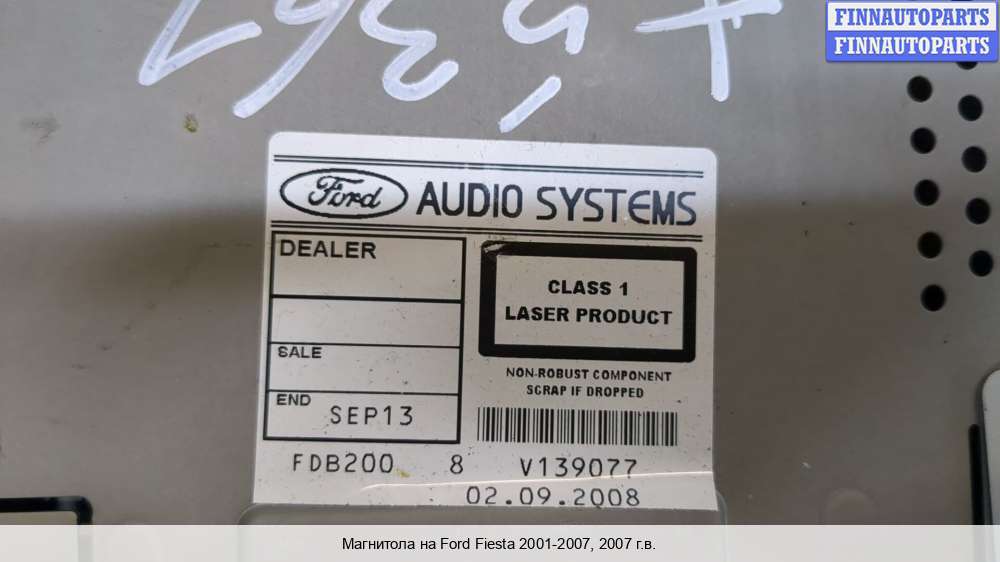 FINNAUTOPARTS
FINNAUTOPARTS
Ford AUDIO SYSTEMS
DEALER
CLASS 1
LASER PRODUCT
SALE
NON-ROBUST COMPONENT
SCRAP IF DROPPED
END
SEP13
FDB200 8 V139077
02.09.2008
Магнитола на Ford Fiesta 2001-2007, 2007 г.в.